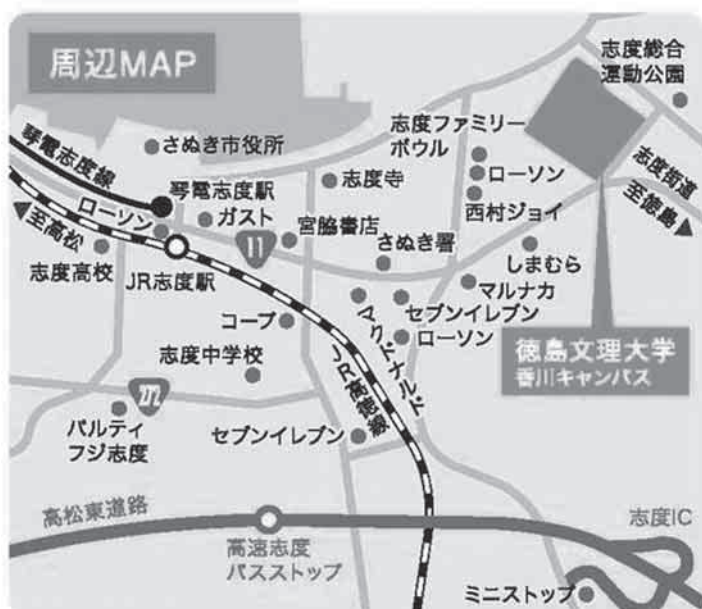 周辺MAP
志度総合
運動公園
さぬき市役所
志度ファミリー
ボウル
琴電志度線
琴電志度駅
志度寺
ローソン
志度街道
西村ジョイ
至徳島
至高松
ローソン
ガスト
宮脇書店
11
さぬき署
しまむら
志度高校
JR志度駅
マルナカ
セブンイレブン
ローソン
マクドナルド
コープ
JR高徳線
徳島文理大学
香川キャンパス
志度中学校
パルティ
フジ志度
セブンイレブン
高松東道路
高速志度
バスストップ
志度IC
ミニストップ